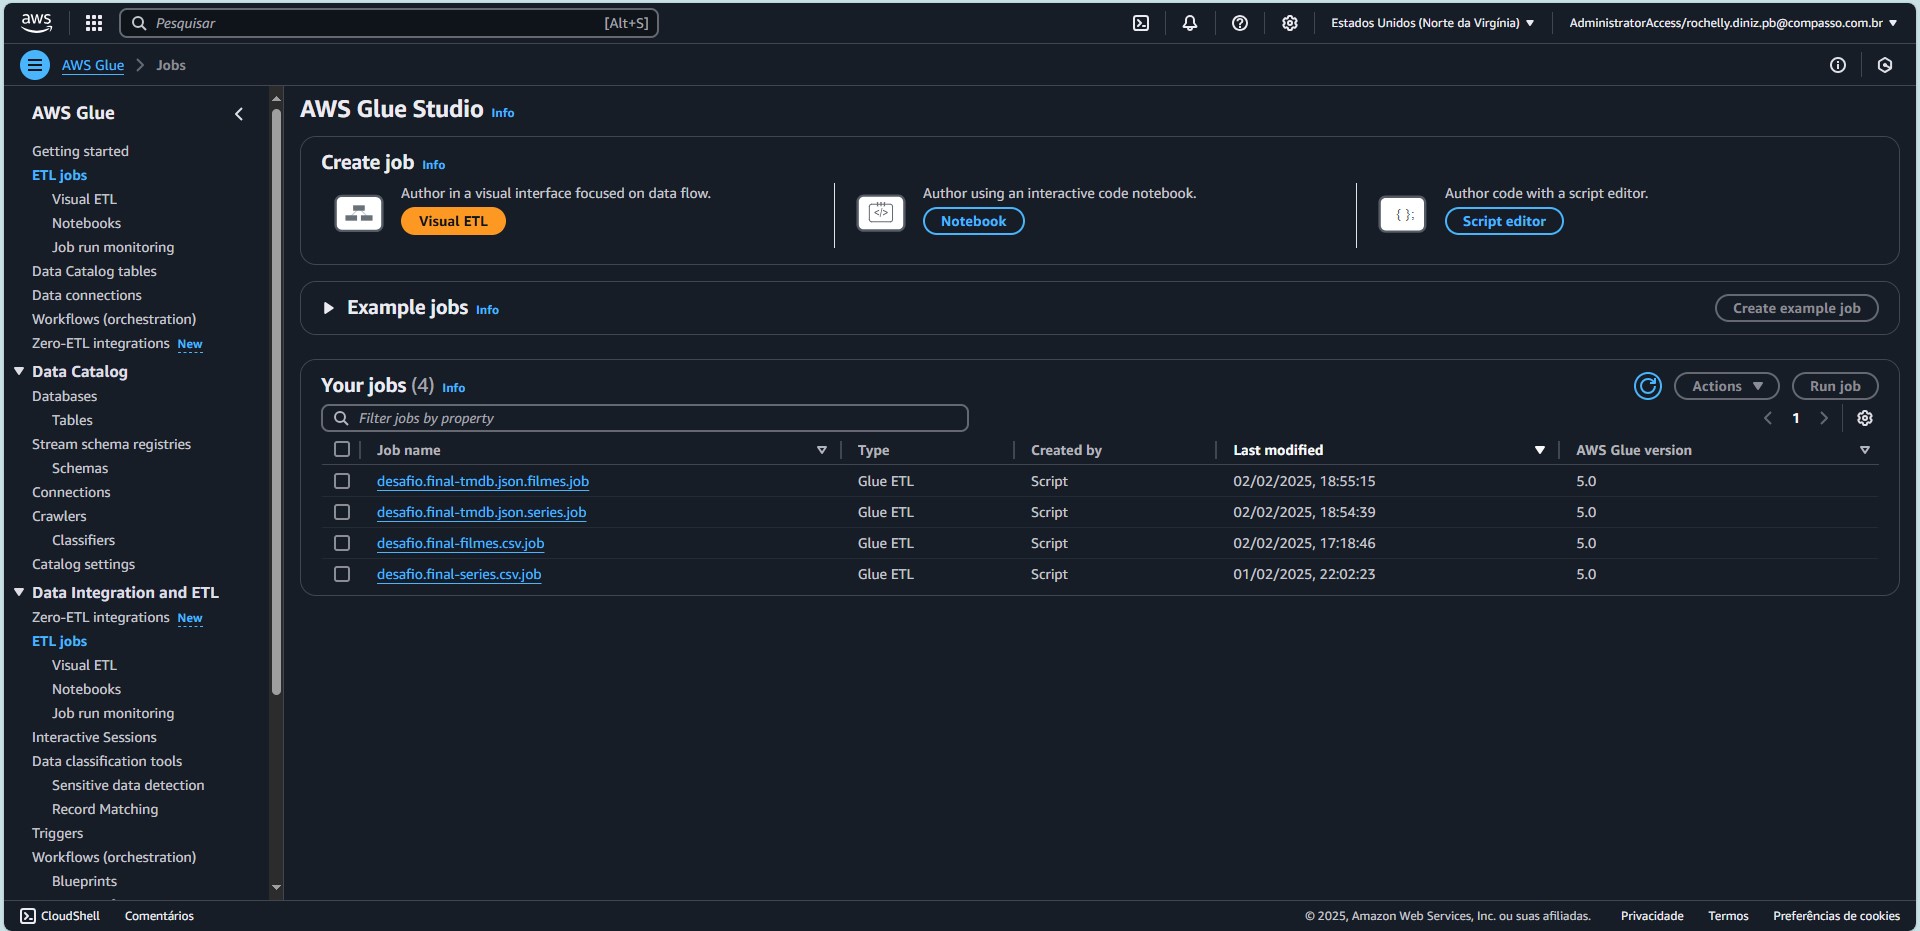 aws
Pesquisar [Alt+S]
Estados Unidos (Norte da Virgínia)
AdministratorAccess/rochelly.diniz.pb@compasso.com.br
AWS Glue > Jobs
AWS Glue
Getting started
ETL jobs
Visual ETL
Notebooks
Job run monitoring
Data Catalog tables
Data connections
Workflows (orchestration)
Zero-ETL integrations New
Data Catalog
Databases
Tables
Stream schema registries
Schemas
Connections
Crawlers
Classifiers
Catalog settings
Data Integration and ETL
Zero-ETL integrations New
ETL jobs
Visual ETL
Notebooks
Job run monitoring
Interactive Sessions
Data classification tools
Sensitive data detection
Record Matching
Triggers
Workflows (orchestration)
Blueprints
AWS Glue Studio Info
Create job Info
Author in a visual interface focused on data flow.
Visual ETL
</>
Author using an interactive code notebook.
Notebook
{ };
Author code with a script editor.
Script editor
Example jobs Info
Create example job
Your jobs (4) Info
Actions
Run job
Filter jobs by property
1
Job name Type Created by Last modified AWS Glue version
desafio.final-tmdb.json.filmes.job Glue ETL Script 02/02/2025, 18:55:15 5.0
desafio.final-tmdb.json.series.job Glue ETL Script 02/02/2025, 18:54:39 5.0
desafio.final-filmes.csv.job Glue ETL Script 02/02/2025, 17:18:46 5.0
desafio.final-series.csv.job Glue ETL Script 01/02/2025, 22:02:23 5.0
CloudShell Comentários
© 2025, Amazon Web Services, Inc. ou suas afiliadas. Privacidade Termos Preferências de cookies